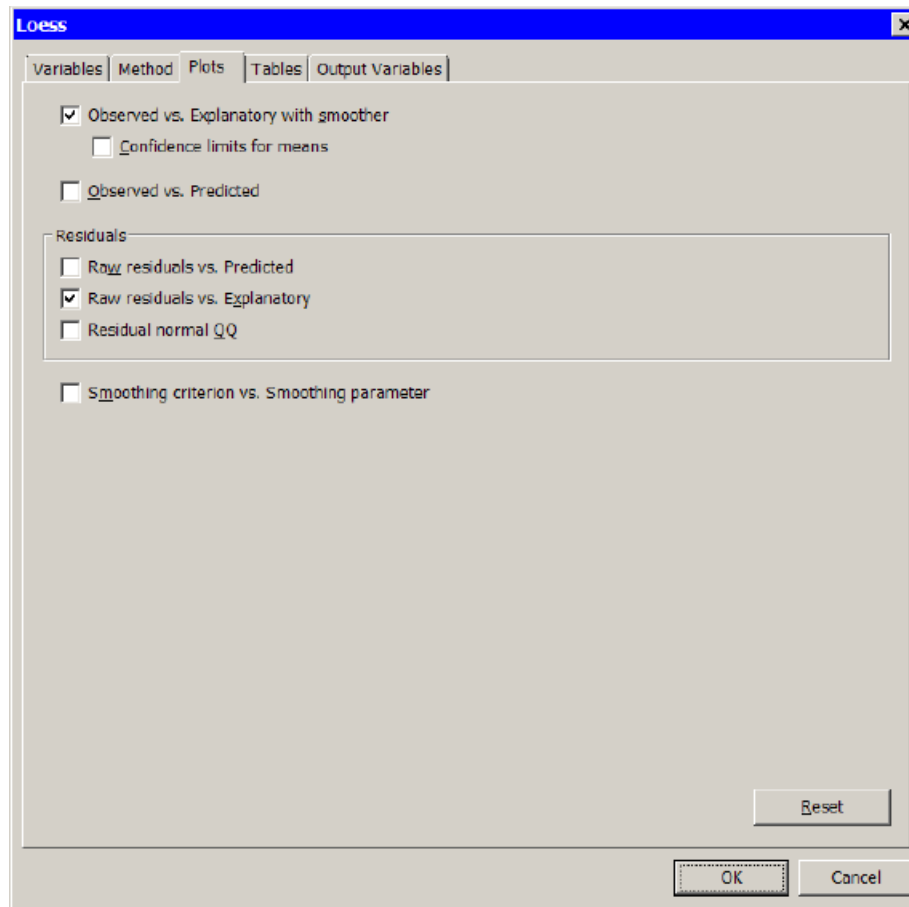 Loess
Variables Method Plots Tables Output Variables
Observed vs. Explanatory with smoother
Confidence limits for means
Observed vs. Predicted
Residuals
Raw residuals vs. Predicted
Raw residuals vs. Explanatory
Residual normal QQ
Smoothing criterion vs. Smoothing parameter
Reset
OK Cancel